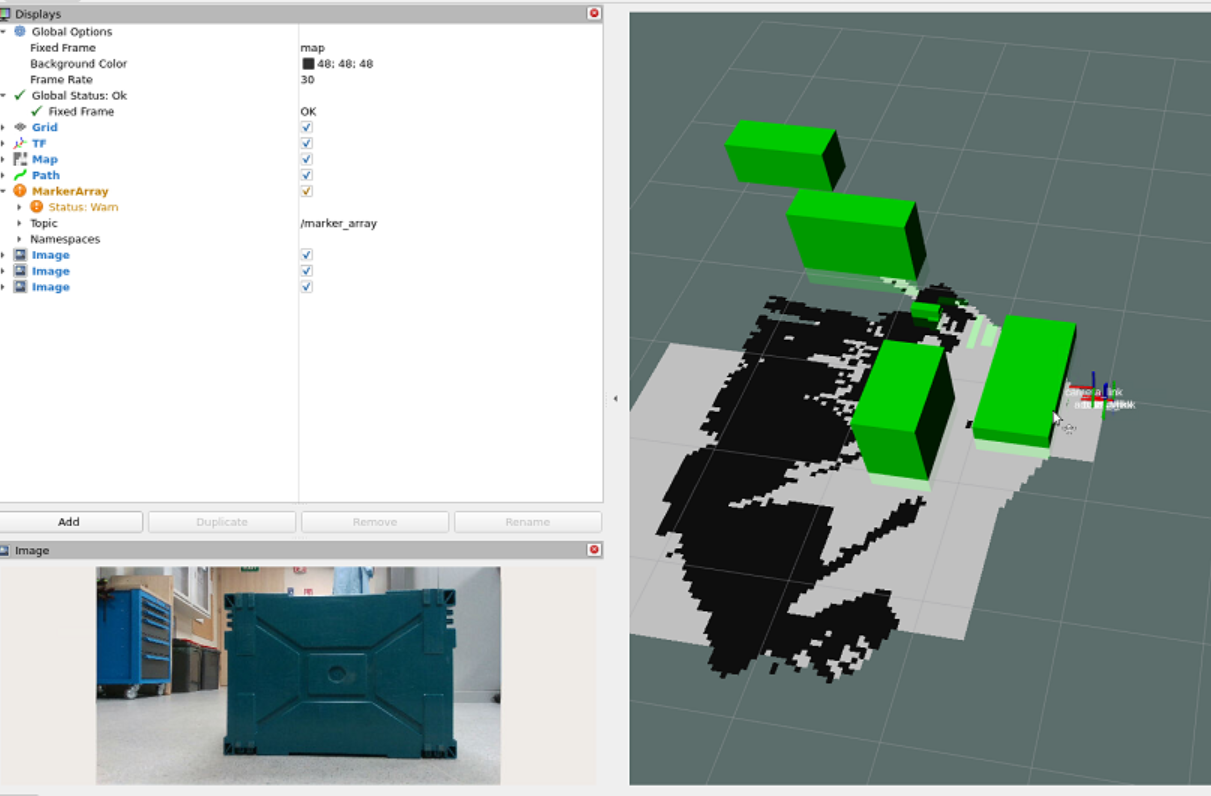 Displays
Global Options
Fixed Frame map
Background Color 48; 48; 48
Frame Rate 30
Global Status: Ok
Fixed Frame OK
Grid
TF
Map
Path
MarkerArray
Status: Warn
Topic /marker_array
Namespaces
Image
Image
Image
Add Duplicate Remove Rename
Image